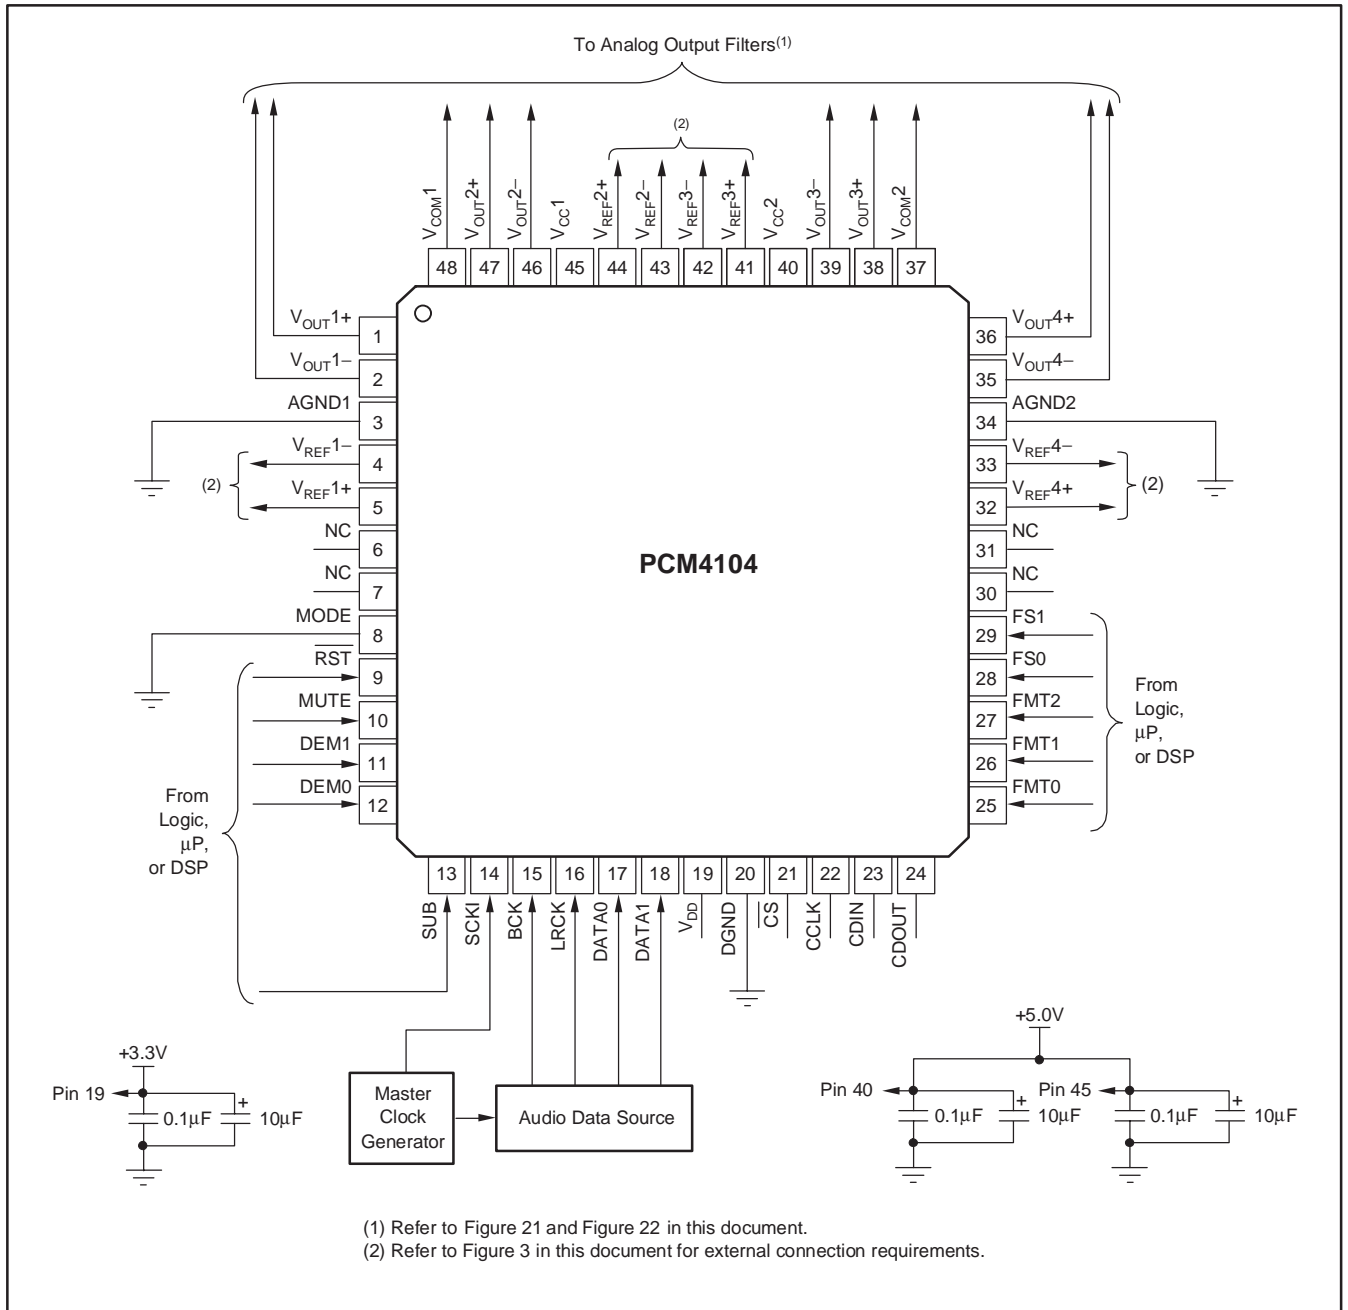 To Analog Output Filters(1)
(2)
VCOM1
VOUT2+
VOUT2–
VCC1
VREF2+
VREF2–
VREF3–
VREF3+
VCC2
VOUT3–
VOUT3+
VCOM2
48 47 46 45 44 43 42 41 40 39 38 37
VOUT1+ 1
VOUT1– 2
AGND1 3
VREF1– 4
(2)
VREF1+ 5
NC 6
NC 7
MODE 8
RST 9
MUTE 10
DEM1 11
DEM0 12
From
Logic,
µP,
or DSP
PCM4104
36 VOUT4+
35 VOUT4–
34 AGND2
33 VREF4–
(2)
32 VREF4+
31 NC
30 NC
29 FS1
28 FS0
27 FMT2
26 FMT1
25 FMT0
From
Logic,
µP,
or DSP
13 14 15 16 17 18 19 20 21 22 23 24
SUB
SCKI
BCK
LRCK
DATA0
DATA1
VDD
DGND
CS
CCLK
CDIN
CDOUT
+3.3V
Pin 19
+
0.1µF
10µF
Master
Clock
Generator
Audio Data Source
+5.0V
Pin 40
+
0.1µF
10µF
Pin 45
+
0.1µF
10µF
(1) Refer to Figure 21 and Figure 22 in this document.
(2) Refer to Figure 3 in this document for external connection requirements.